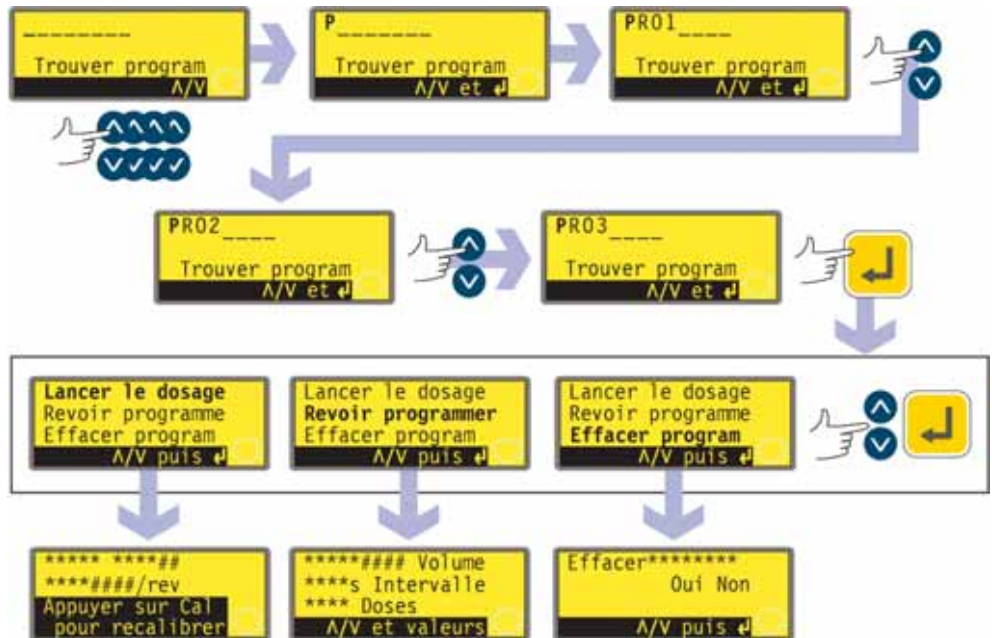 _________
Trouver program
Λ/V
P_______
Trouver program
Λ/V et ↲
PRO1____
Trouver program
Λ/V et ↲
PRO2____
Trouver program
Λ/V et ↲
PRO3____
Trouver program
Λ/V et ↲
Lancer le dosage
Revoir programme
Effacer program
Λ/V puis ↲
Lancer le dosage
Revoir programmer
Effacer program
Λ/V puis ↲
Lancer le dosage
Revoir programme
Effacer program
Λ/V puis ↲
***** ****##
****####/rev
Appuyer sur Cal
pour recalibrer
*****#### Volume
****s Intervalle
**** Doses
Λ/V et valeurs
Effacer********
Oui Non
Λ/V puis ↲